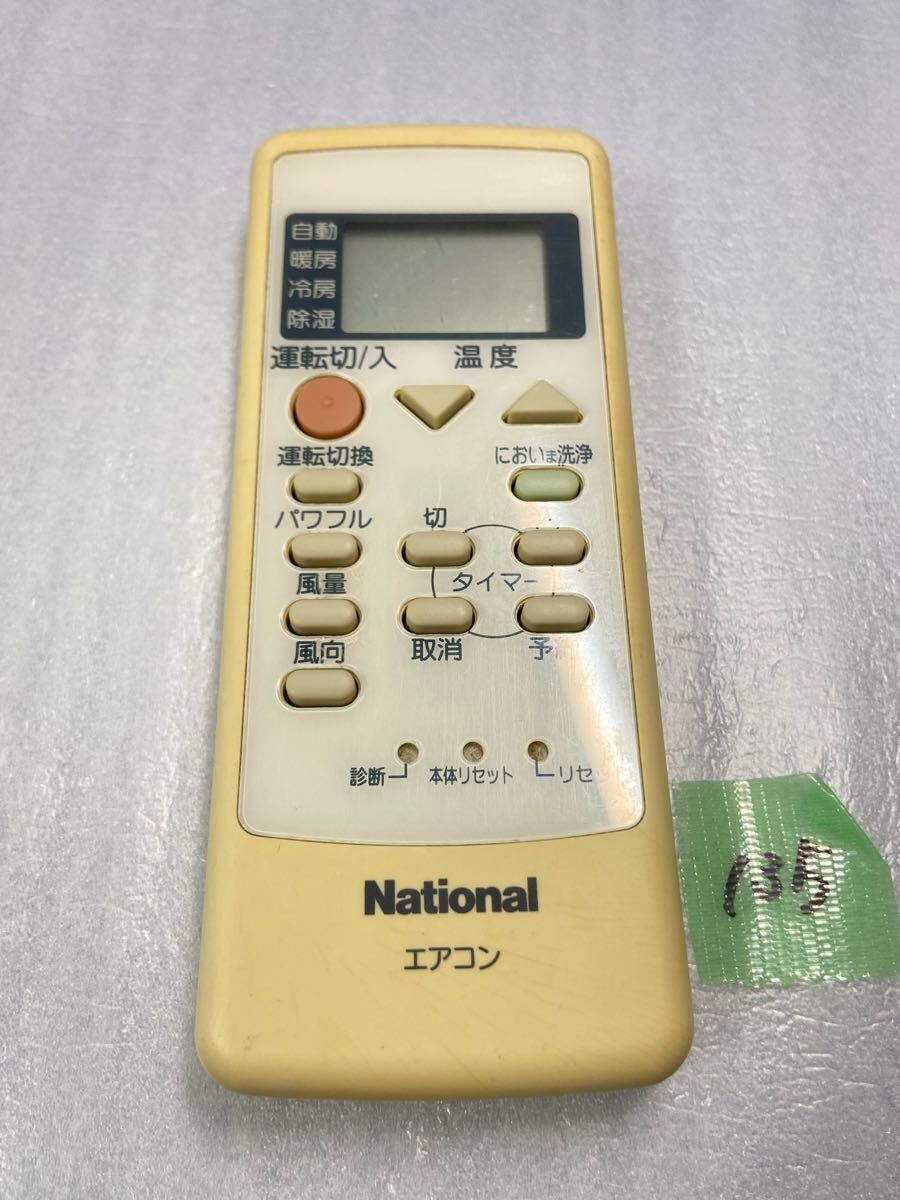 自動
暖房
冷房
除湿
運転切/入 温度
運転切換 においま洗浄
パワフル 切
タイマー
風量
風向 取消
診断 本体リセット
National
エアコン
135